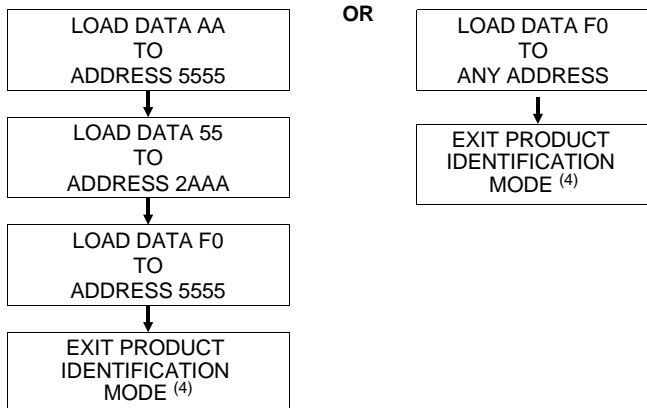 LOAD DATA AA
TO
ADDRESS 5555
LOAD DATA 55
TO
ADDRESS 2AAA
LOAD DATA F0
TO
ADDRESS 5555
EXIT PRODUCT
IDENTIFICATION
MODE (4)
OR
LOAD DATA F0
TO
ANY ADDRESS
EXIT PRODUCT
IDENTIFICATION
MODE (4)